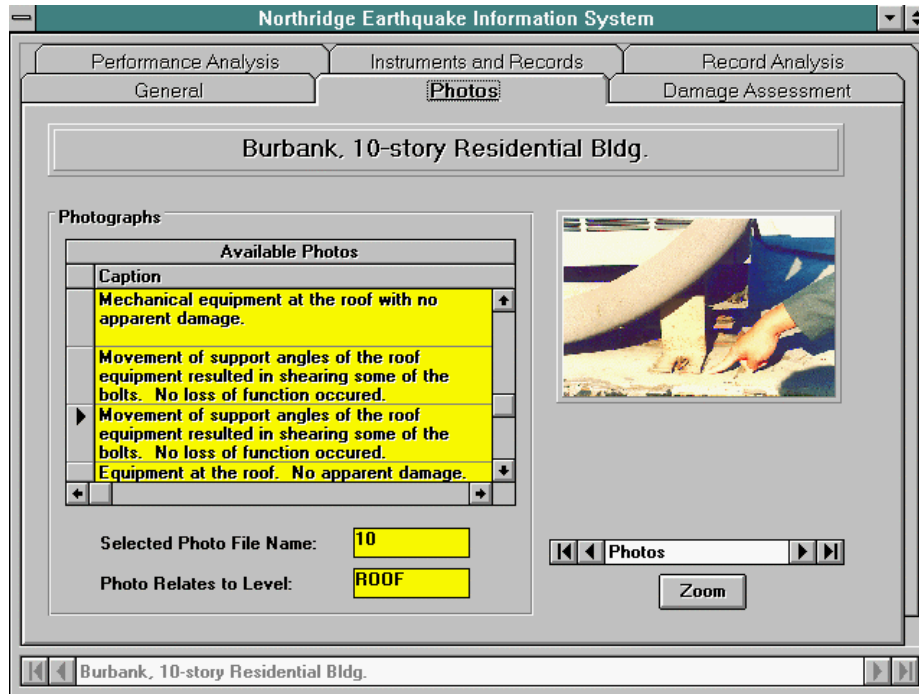 Northridge Earthquake Information System
Performance Analysis
Instruments and Records
Record Analysis
General
Photos
Damage Assessment
Burbank, 10-story Residential Bldg.
Photographs
Available Photos
Caption
Mechanical equipment at the roof with no
apparent damage.
Movement of support angles of the roof
equipment resulted in shearing some of the
bolts.  No loss of function occured.
Movement of support angles of the roof
equipment resulted in shearing some of the
bolts.  No loss of function occured.
Equipment at the roof.  No apparent damage.
Selected Photo File Name:
10
Photo Relates to Level:
ROOF
Photos
Zoom
Burbank, 10-story Residential Bldg.